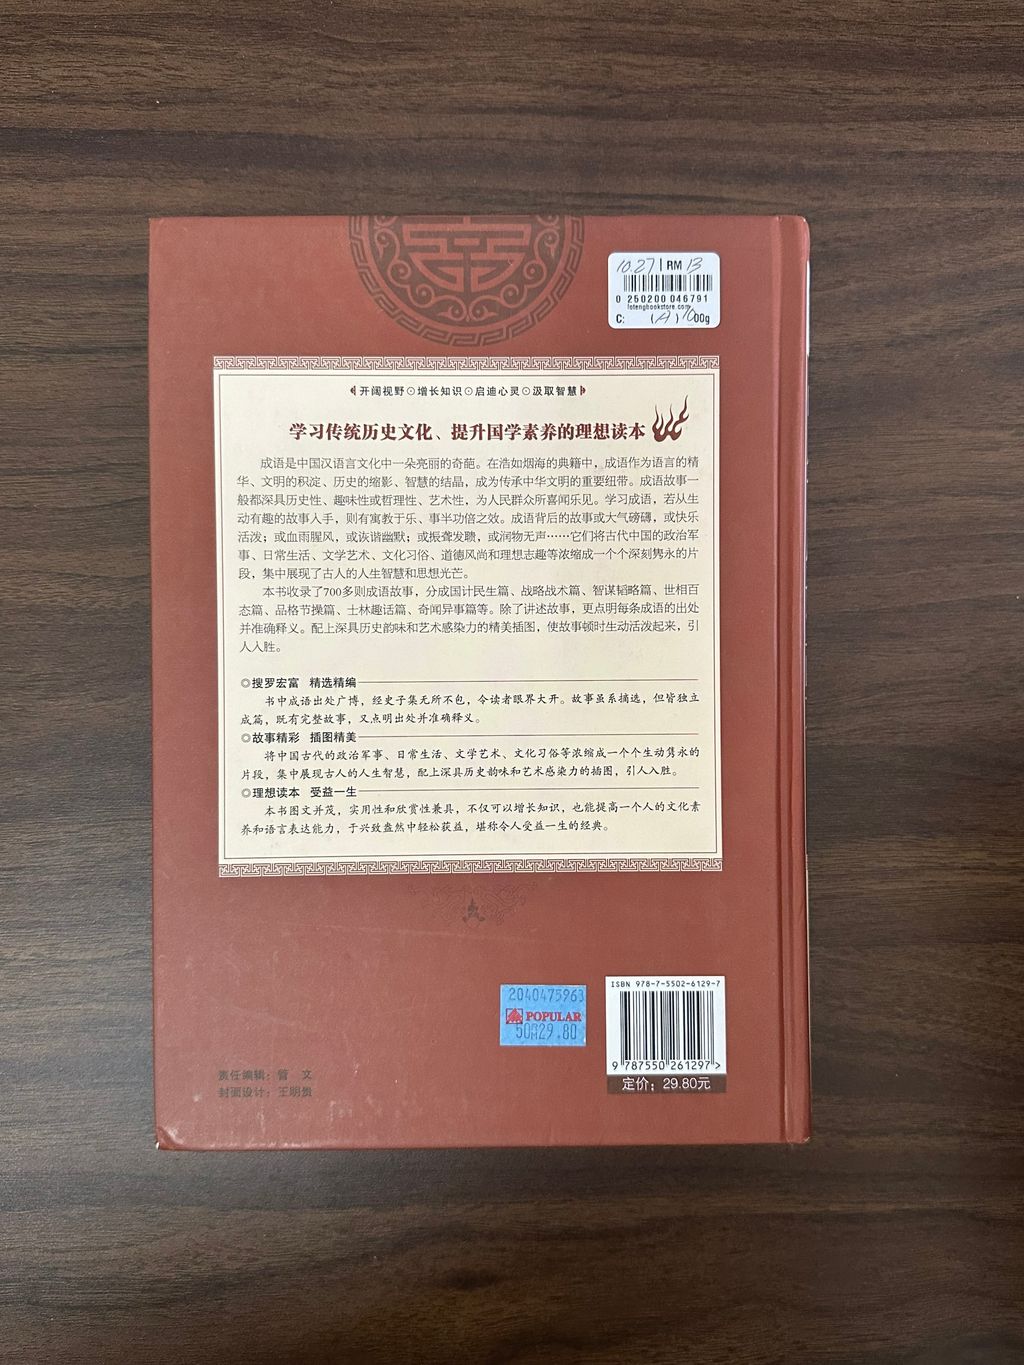 10.27 | RM 13
0 250200 046791
lotengbookstore.com
C: (A) 1000g
开阔视野⊙增长知识⊙启迪心灵⊙汲取智慧
学习传统历史文化、提升国学素养的理想读本
成语是中国汉语言文化中一朵亮丽的奇葩。在浩如烟海的典籍中，成语作为语言的精
华、文明的积淀、历史的缩影、智慧的结晶，成为传承中华文明的重要纽带。成语故事一
般都深具历史性、趣味性或哲理性、艺术性，为人民群众所喜闻乐见。学习成语，若从生
动有趣的故事入手，则有寓教于乐、事半功倍之效。成语背后的故事或大气磅礴，或快乐
活泼；或血雨腥风，或诙谐幽默；或振聋发聩，或润物无声……它们将古代中国的政治军
事、日常生活、文学艺术、文化习俗、道德风尚和理想志趣等浓缩成一个个深刻隽永的片
段，集中展现了古人的人生智慧和思想光芒。
本书收录了700多则成语故事，分成国计民生篇、战略战术篇、智谋韬略篇、世相百
态篇、品格节操篇、士林趣话篇、奇闻异事篇等。除了讲述故事，更点明每条成语的出处
并准确释义。配上深具历史韵味和艺术感染力的精美插图，使故事顿时生动活泼起来，引
人入胜。
◎搜罗宏富 精选精编
书中成语出处广博，经史子集无所不包，令读者眼界大开。故事虽系摘选，但皆独立
成篇，既有完整故事，又点明出处并准确释义。
◎故事精彩 插图精美
将中国古代的政治军事、日常生活、文学艺术、文化习俗等浓缩成一个个生动隽永的
片段，集中展现古人的人生智慧，配上深具历史韵味和艺术感染力的插图，引人入胜。
◎理想读本 受益一生
本书图文并茂，实用性和欣赏性兼具，不仅可以增长知识，也能提高一个人的文化素
养和语言表达能力，于兴致盎然中轻松获益，堪称令人受益一生的经典。
ISBN 978-7-5502-6129-7
2040475963
POPULAR
29.80
9 787550 261297 >
定价：29.80元
责任编辑：管 文
封面设计：王明贵